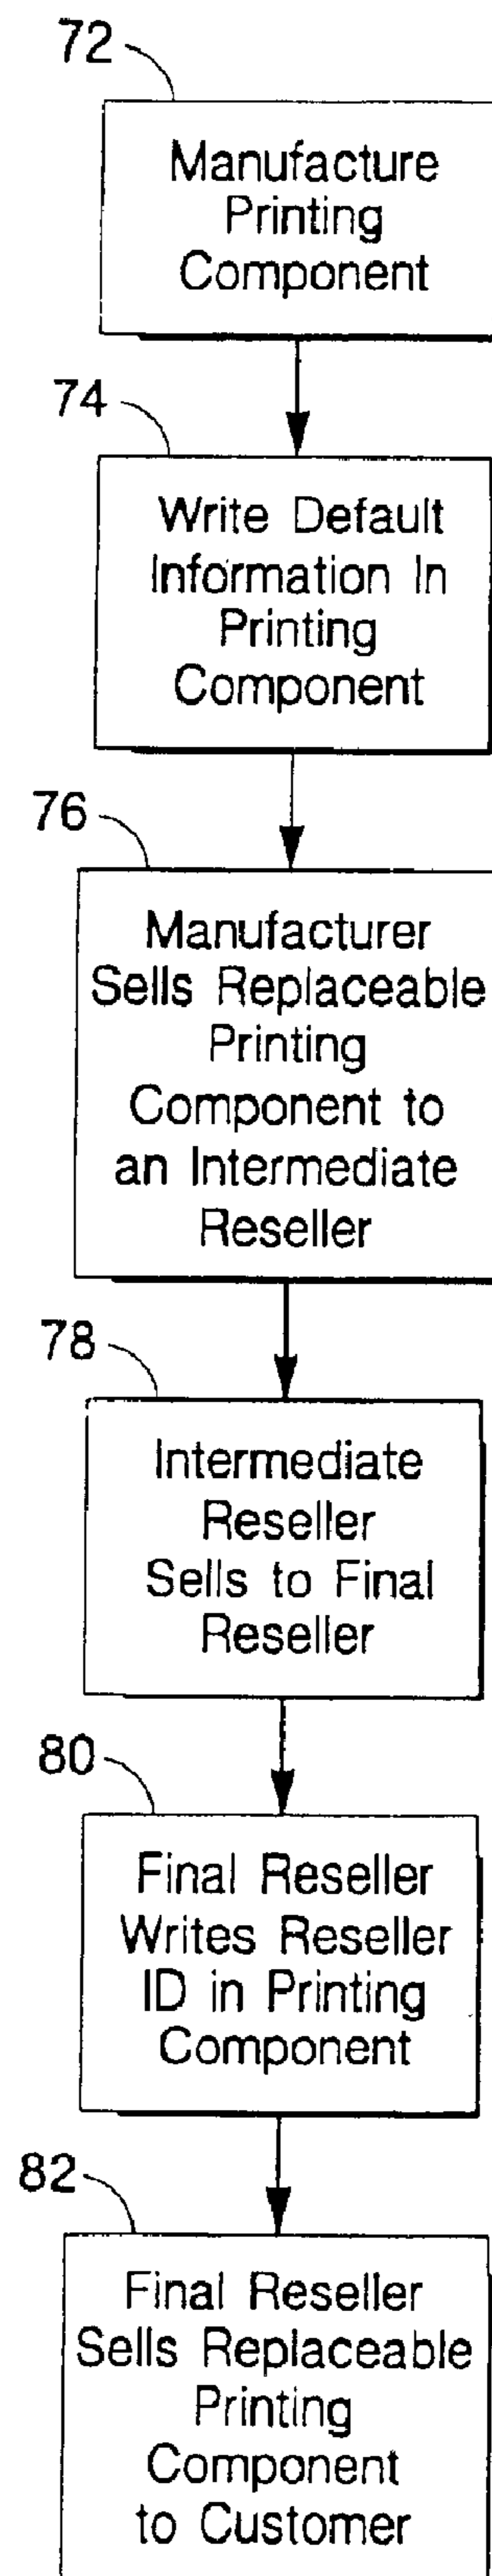 72
Manufacture
Printing
Component
74
Write Default
Information In
Printing
Component
76
Manufacturer
Sells Replaceable
Printing
Component to
an Intermediate
Reseller
78
Intermediate
Reseller
Sells to Final
Reseller
80
Final Reseller
Writes Reseller
ID in Printing
Component
82
Final Reseller
Sells Replaceable
Printing
Component
to Customer